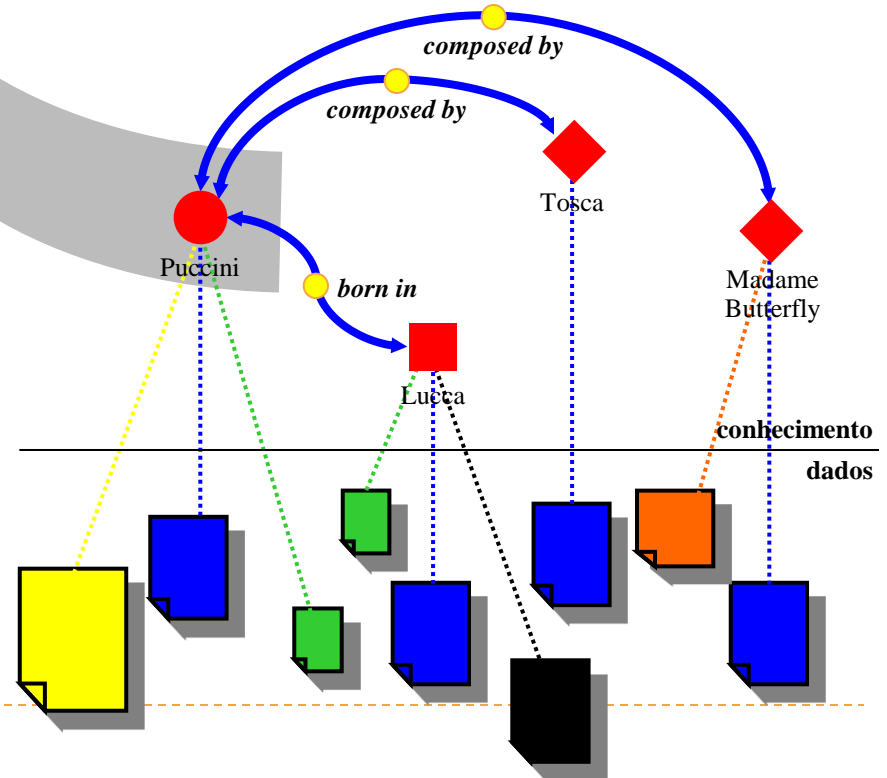 composed by
composed by
Tosca
Puccini
Madame
Butterfly
born in
Lucca
conhecimento
dados